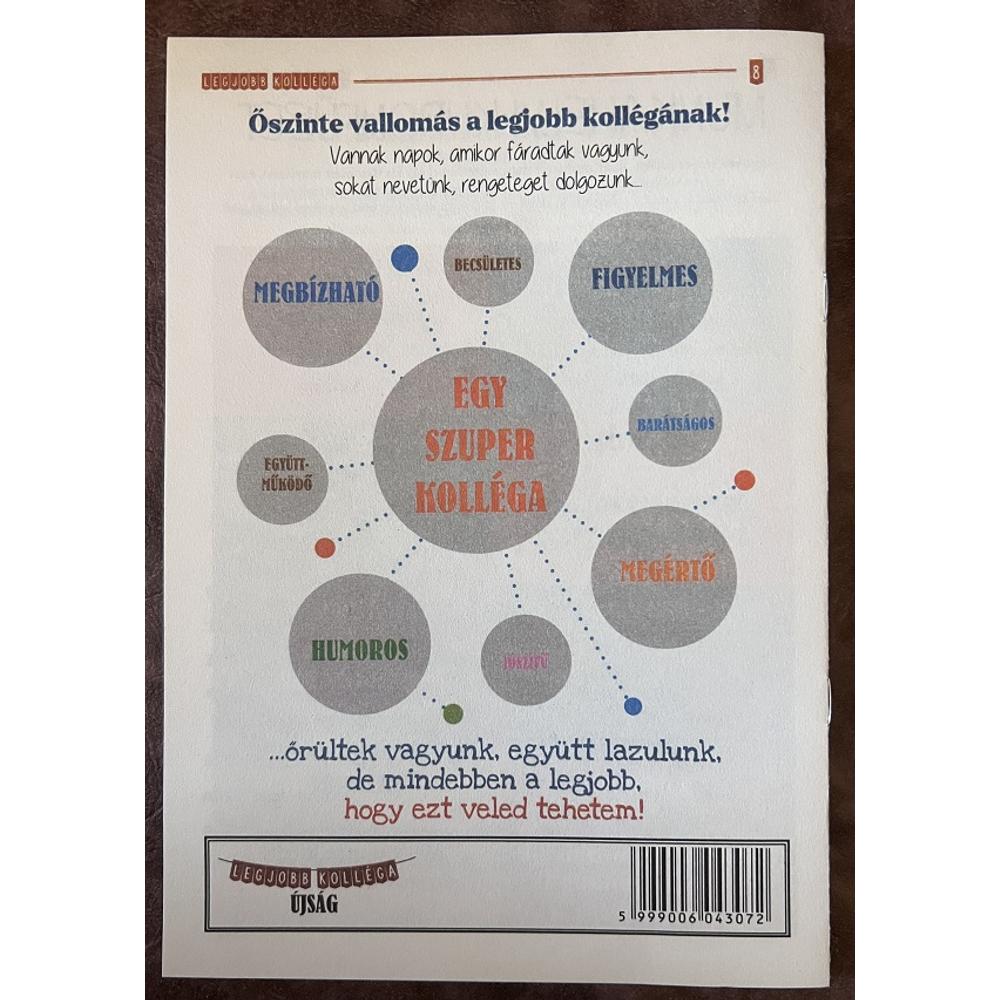 LEGJOBB KOLLÉGA
8
Őszinte vallomás a legjobb kollégának!
Vannak napok, amikor fáradtak vagyunk,
sokat nevetünk, rengeteget dolgozunk...
MEGBÍZHATÓ
BECSÜLETES
FIGYELMES
EGY
SZUPER
KOLLÉGA
BARÁTSÁGOS
EGYÜTT-
MŰKÖDŐ
MEGÉRTŐ
HUMOROS
JÓSZÍVŰ
...őrültek vagyunk, együtt lazulunk,
de mindebben a legjobb,
hogy ezt veled tehetem!
LEGJOBB KOLLÉGA
ÚJSÁG
5 999006 043072